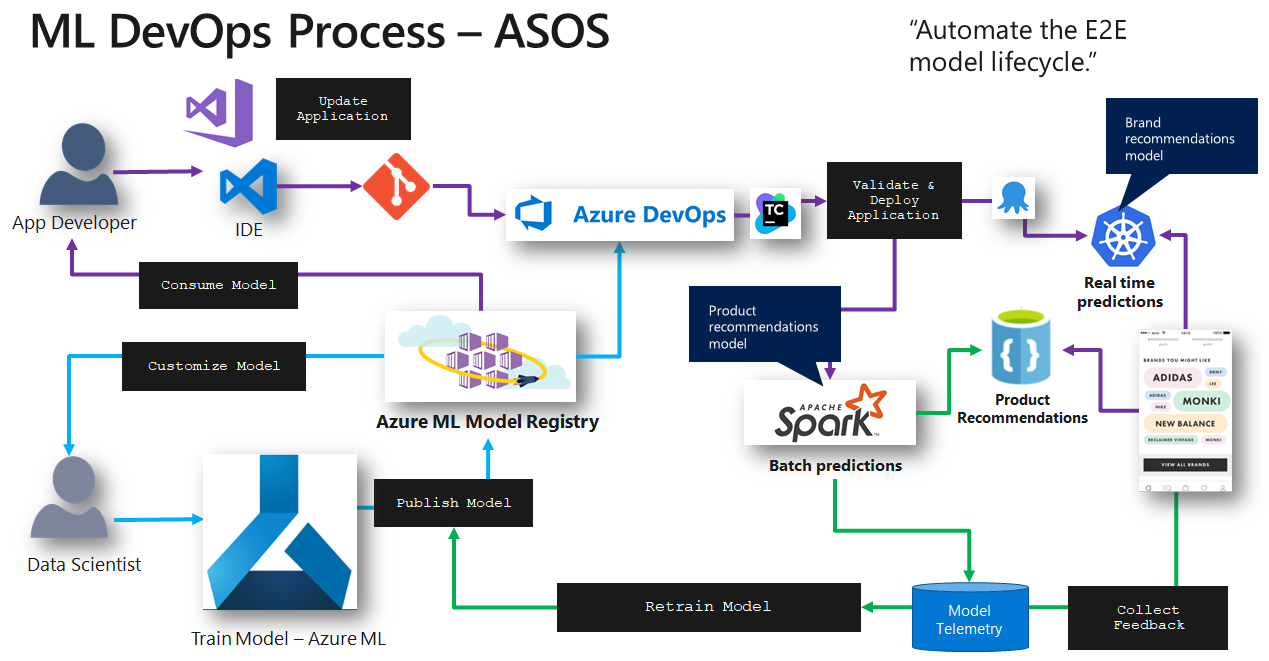 ML DevOps Process – ASOS
“Automate the E2E
model lifecycle.”
Update
Application
App Developer
IDE
Azure DevOps
TC
Validate &
Deploy
Application
Brand
recommendations
model
Real time
predictions
Consume Model
Product
recommendations
model
Customize Model
Azure ML Model Registry
APACHE
Spark
Batch predictions
Product
Recommendations
BRANDS YOU MIGHT LIKE
ADIDAS
DKNY
LEE
ADIDAS
NIKE
MONKI
NEW BALANCE
RECLAIMED VINTAGE
MONKI
VIEW ALL BRANDS
Publish Model
Data Scientist
Train Model – Azure ML
Retrain Model
Model
Telemetry
Collect
Feedback